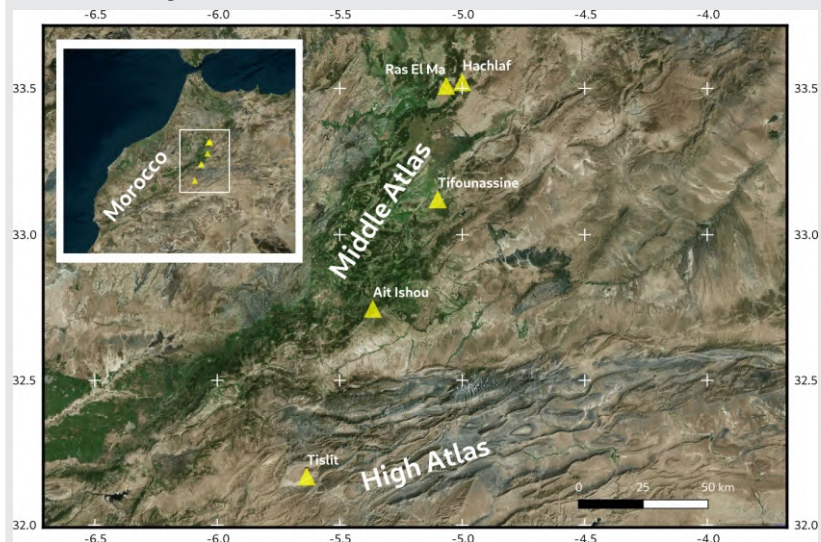 -6.5 -6.0 -5.5 -5.0 -4.5 -4.0
Ras El Ma
Hachlaf
33.5 33.5
Morocco
Middle Atlas
Tifounassine
33.0 33.0
Ait Ishou
32.5 32.5
High Atlas
Tislit
0 25 50 km
32.0 32.0
-6.5 -6.0 -5.5 -5.0 -4.5 -4.0